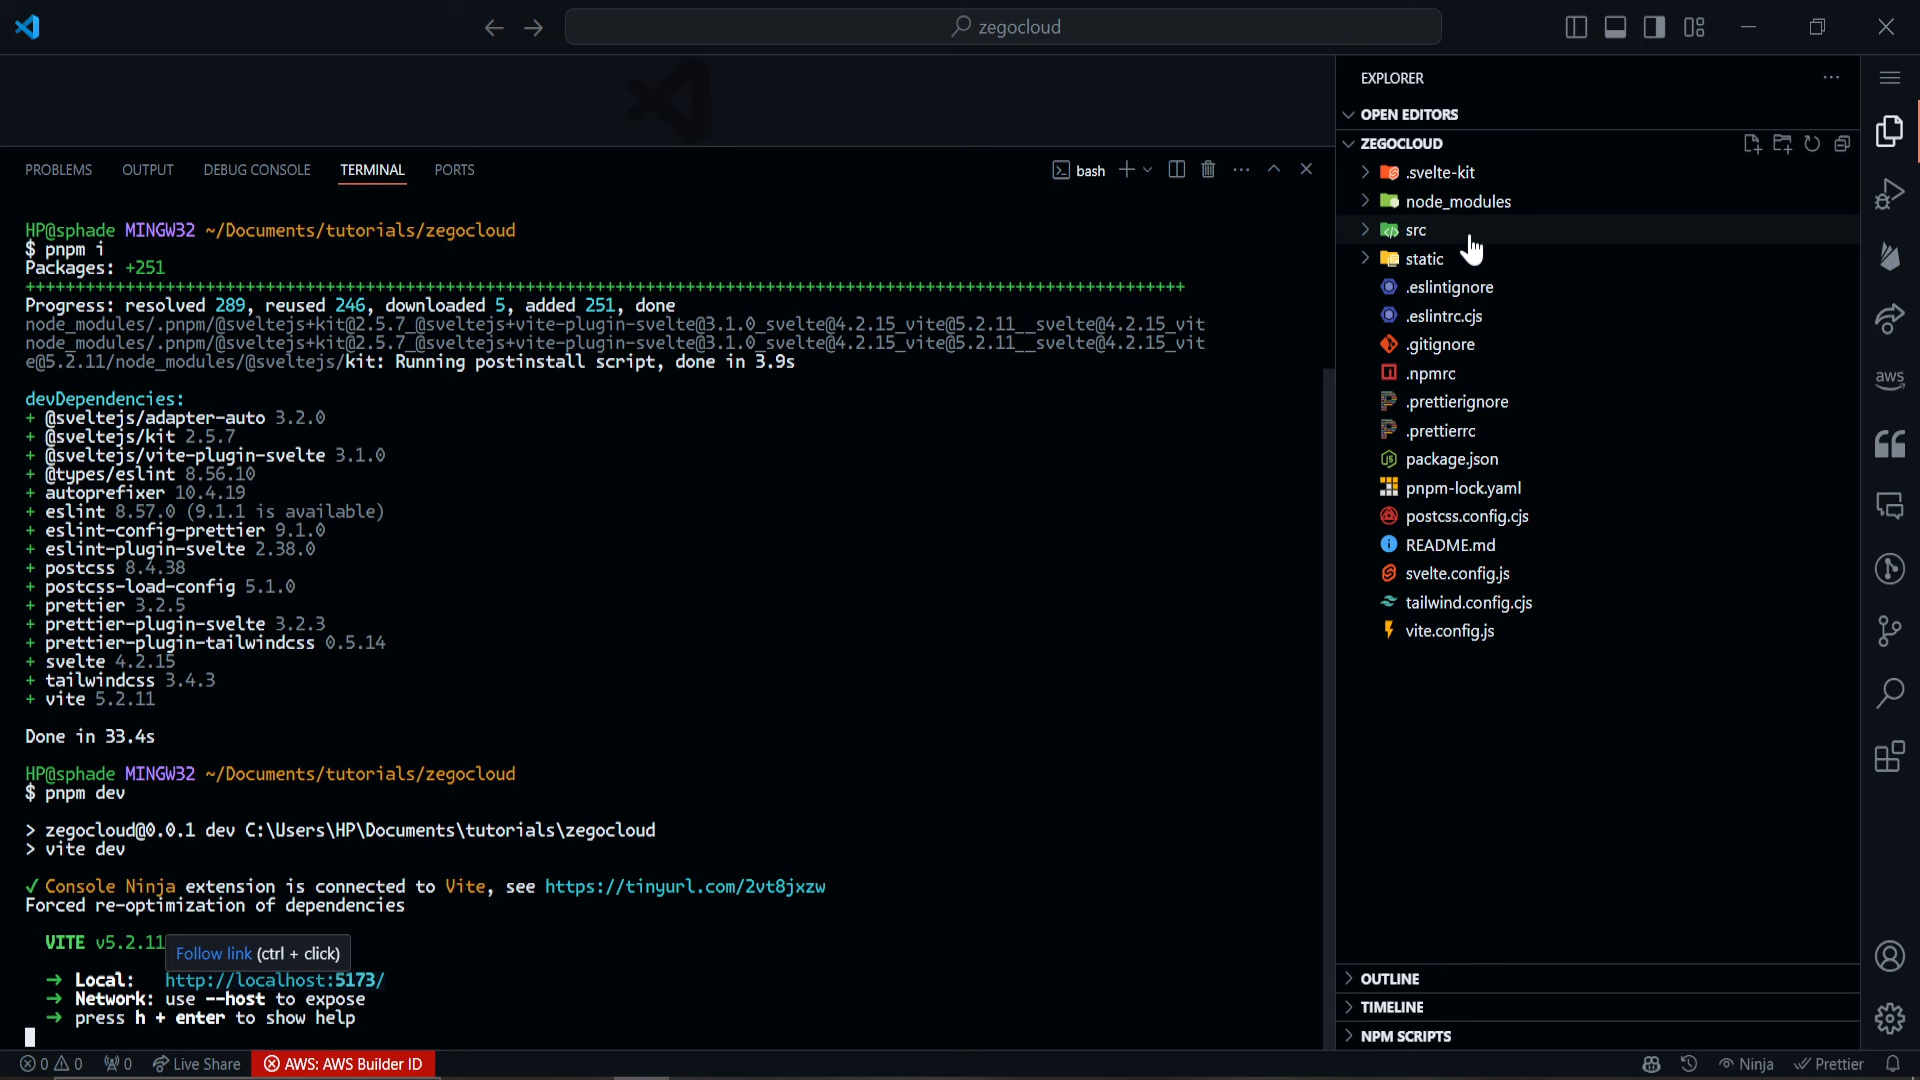 zegocloud
PROBLEMS OUTPUT DEBUG CONSOLE TERMINAL PORTS
bash
HP@sphade MINGW32 ~/Documents/tutorials/zegocloud
$ pnpm i
Packages: +251
++++++++++++++++++++++++++++++++++++++++++++++++++++++++++++++++++++++++++++++++++++++++++++++++++++++++++++++++++++
Progress: resolved 289, reused 246, downloaded 5, added 251, done
node_modules/.pnpm/@sveltejs+kit@2.5.7_@sveltejs+vite-plugin-svelte@3.1.0_svelte@4.2.15_vite@5.2.11__svelte@4.2.15_vit
node_modules/.pnpm/@sveltejs+kit@2.5.7_@sveltejs+vite-plugin-svelte@3.1.0_svelte@4.2.15_vite@5.2.11__svelte@4.2.15_vit
e@5.2.11/node_modules/@sveltejs/kit: Running postinstall script, done in 3.9s
devDependencies:
+ @sveltejs/adapter-auto 3.2.0
+ @sveltejs/kit 2.5.7
+ @sveltejs/vite-plugin-svelte 3.1.0
+ @types/eslint 8.56.10
+ autoprefixer 10.4.19
+ eslint 8.57.0 (9.1.1 is available)
+ eslint-config-prettier 9.1.0
+ eslint-plugin-svelte 2.38.0
+ postcss 8.4.38
+ postcss-load-config 5.1.0
+ prettier 3.2.5
+ prettier-plugin-svelte 3.2.3
+ prettier-plugin-tailwindcss 0.5.14
+ svelte 4.2.15
+ tailwindcss 3.4.3
+ vite 5.2.11
Done in 33.4s
HP@sphade MINGW32 ~/Documents/tutorials/zegocloud
$ pnpm dev
> zegocloud@0.0.1 dev C:\Users\HP\Documents\tutorials\zegocloud
> vite dev
✓ Console Ninja extension is connected to Vite, see https://tinyurl.com/2vt8jxzw
Forced re-optimization of dependencies
VITE v5.2.11
Follow link (ctrl + click)
➜ Local: http://localhost:5173/
➜ Network: use --host to expose
➜ press h + enter to show help
EXPLORER
OPEN EDITORS
ZEGOCLOUD
.svelte-kit
node_modules
src
static
.eslintignore
.eslintrc.cjs
.gitignore
.npmrc
.prettierignore
.prettierrc
package.json
pnpm-lock.yaml
postcss.config.cjs
README.md
svelte.config.js
tailwind.config.cjs
vite.config.js
OUTLINE
TIMELINE
NPM SCRIPTS
aws
0 0 0 Live Share AWS: AWS Builder ID Ninja Prettier